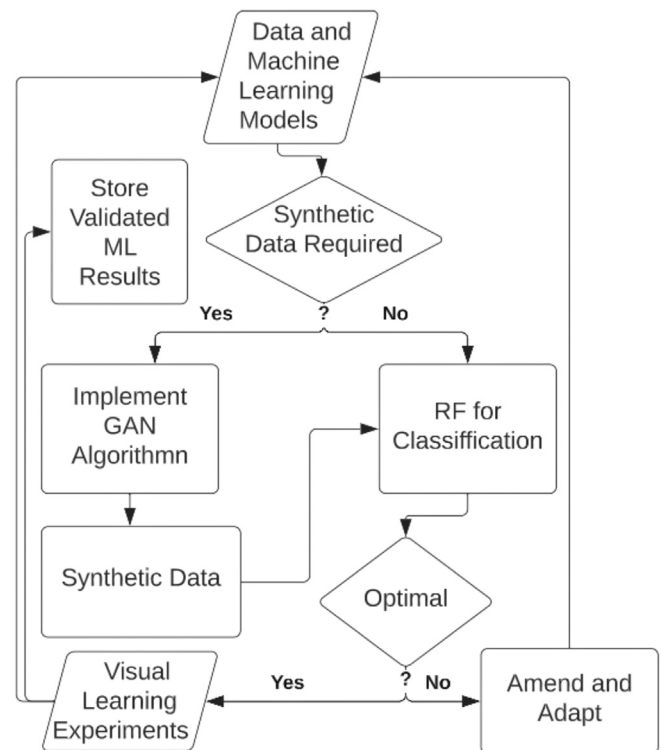 Data and
Machine
Learning
Models
Store
Validated
ML
Results
Synthetic
Data Required
Yes ? No
Implement
GAN
Algorithmn
RF for
Classiffication
Synthetic Data
Optimal
Visual
Learning
Experiments
Yes ? No
Amend and
Adapt